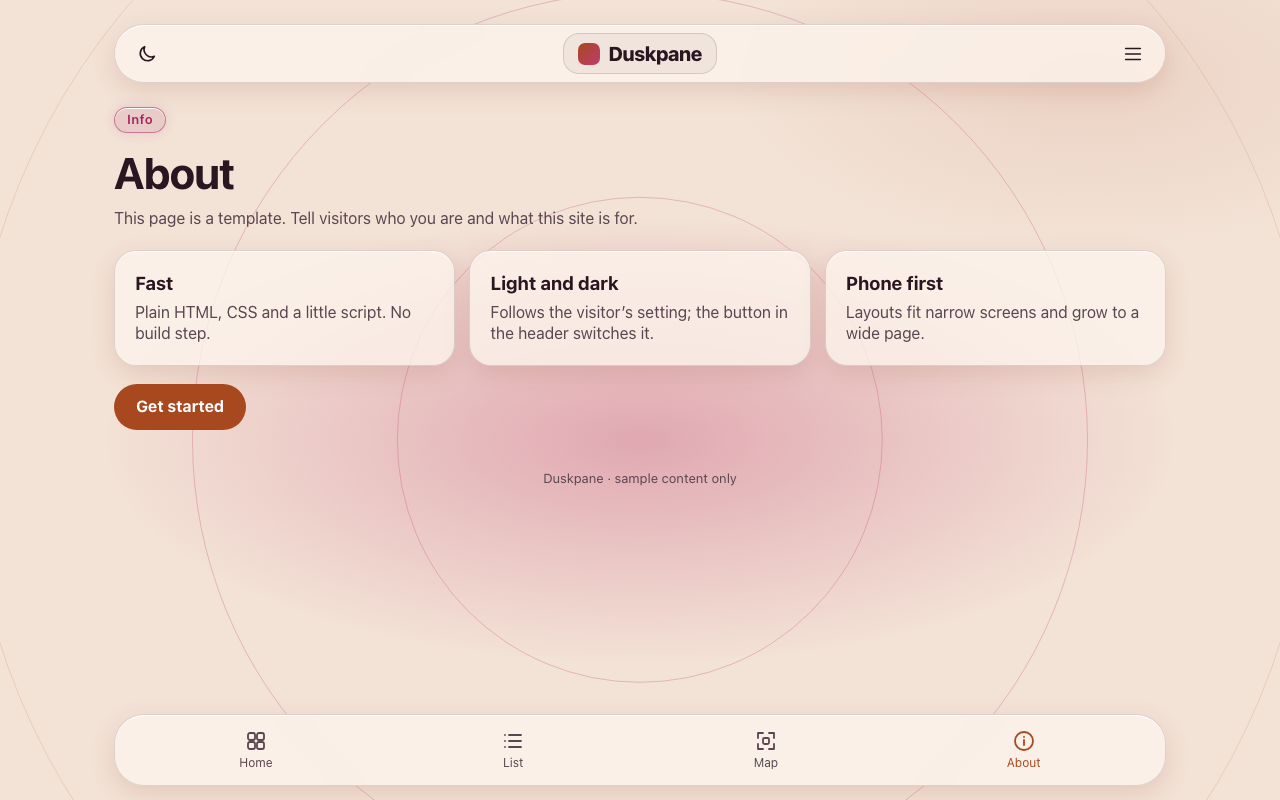 Duskpane
Info
About
This page is a template. Tell visitors who you are and what this site is for.
Fast
Plain HTML, CSS and a little script. No
build step.
Light and dark
Follows the visitor’s setting; the button in
the header switches it.
Phone first
Layouts fit narrow screens and grow to a
wide page.
Get started
Duskpane · sample content only
Home
List
Map
About